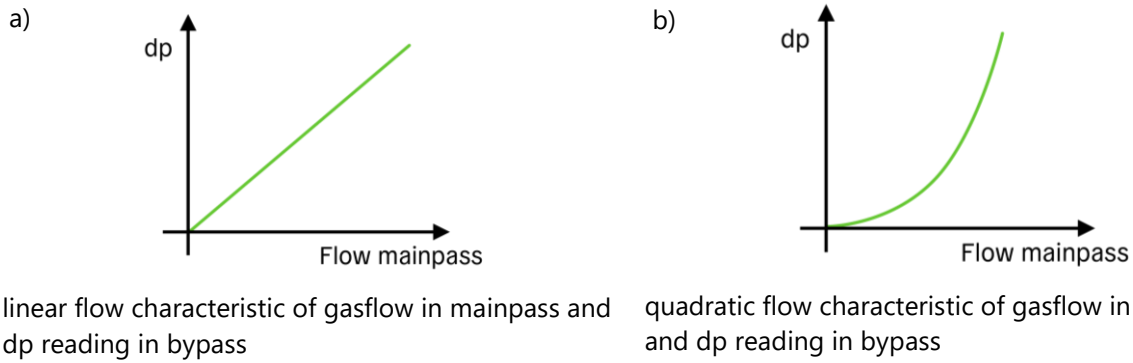 a)
dp
Flow mainpass
linear flow characteristic of gasflow in mainpass and
dp reading in bypass
b)
dp
Flow mainpass
quadratic flow characteristic of gasflow in
and dp reading in bypass